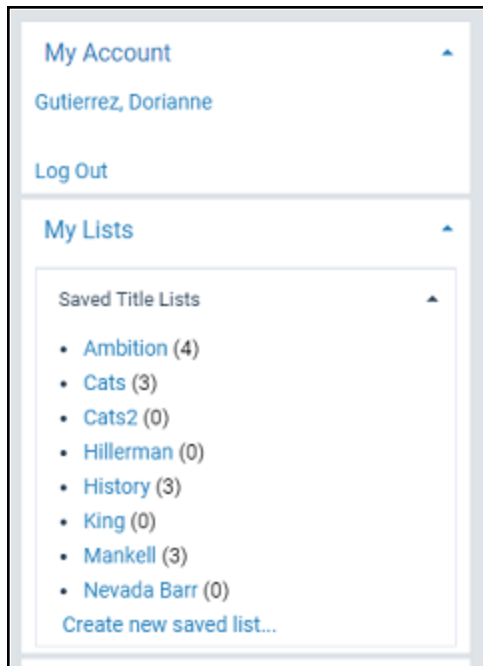 My Account
Gutierrez, Dorianne
Log Out
My Lists
Saved Title Lists
• Ambition (4)
• Cats (3)
• Cats2 (0)
• Hillerman (0)
• History (3)
• King (0)
• Mankell (3)
• Nevada Barr (0)
Create new saved list...